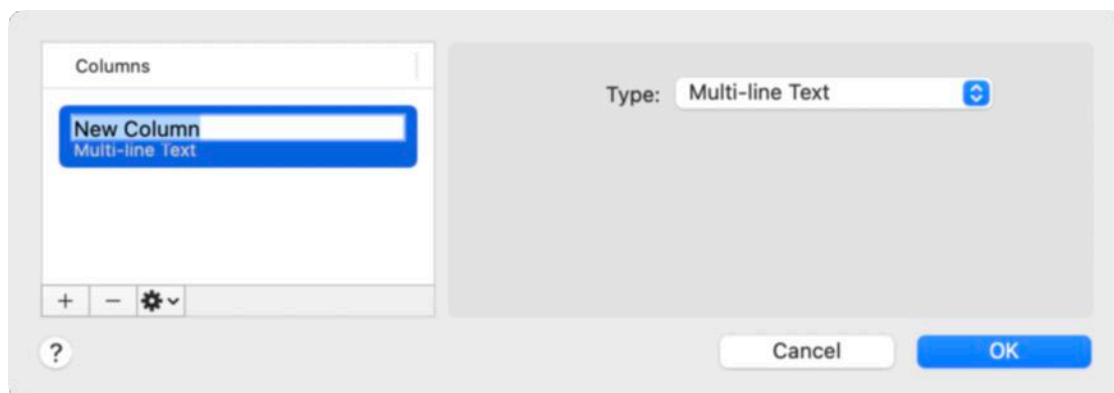 Columns
Type: Multi-line Text
New Column
Multi-line Text
+ −
?
Cancel
OK